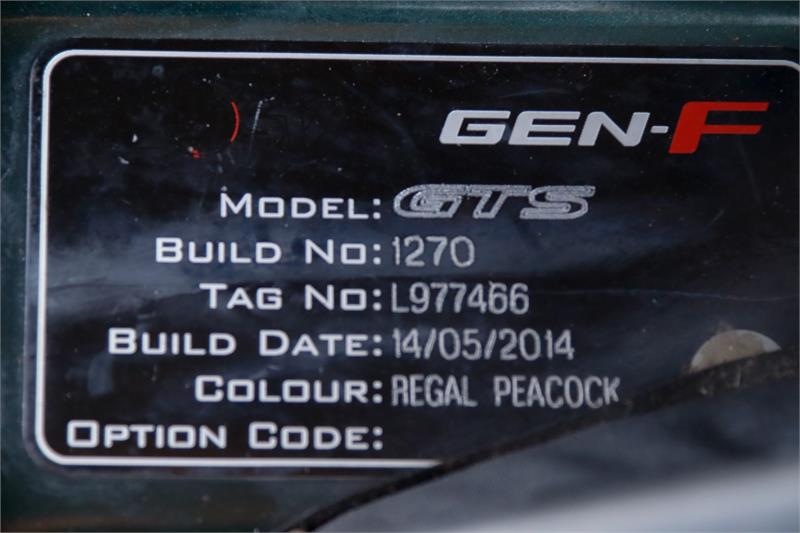 GEN-F
MODEL: GTS
BUILD NO: 1270
TAG NO: L977466
BUILD DATE: 14/05/2014
COLOUR: REGAL PEACOCK
OPTION CODE: